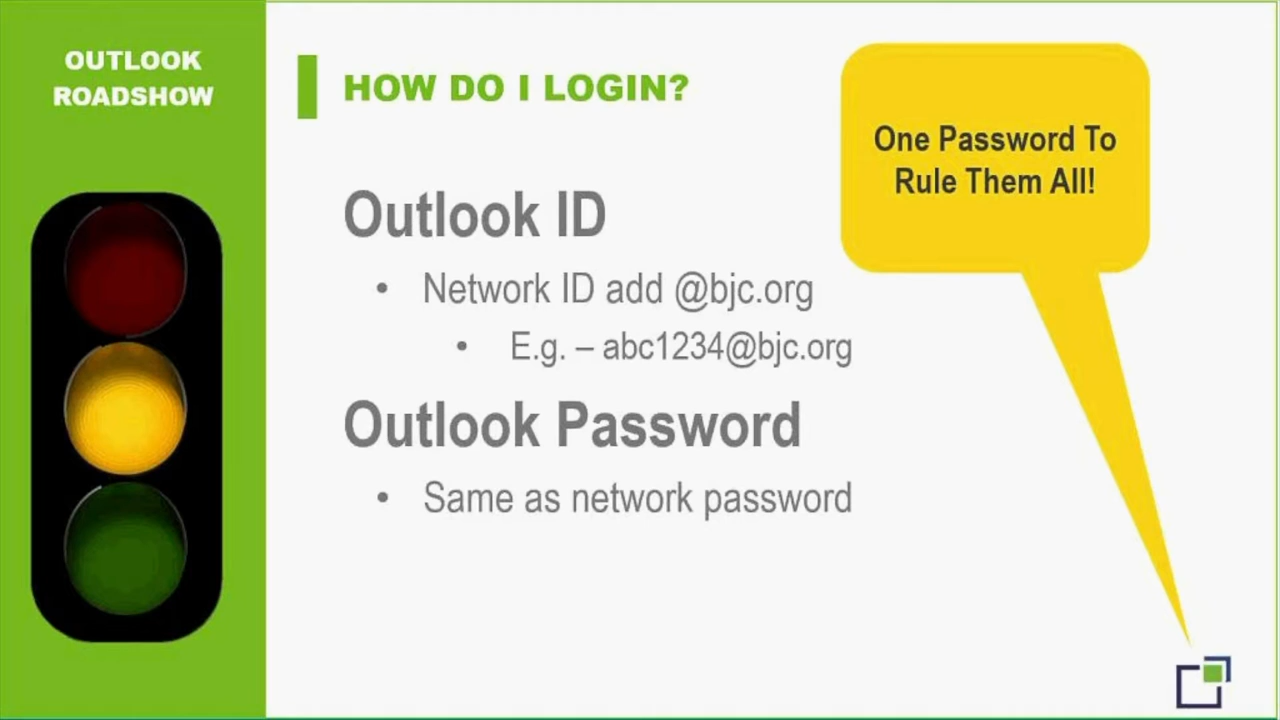 OUTLOOK
ROADSHOW
HOW DO I LOGIN?
One Password To
Rule Them All!
Outlook ID
• Network ID add @bjc.org
• E.g. – abc1234@bjc.org
Outlook Password
• Same as network password